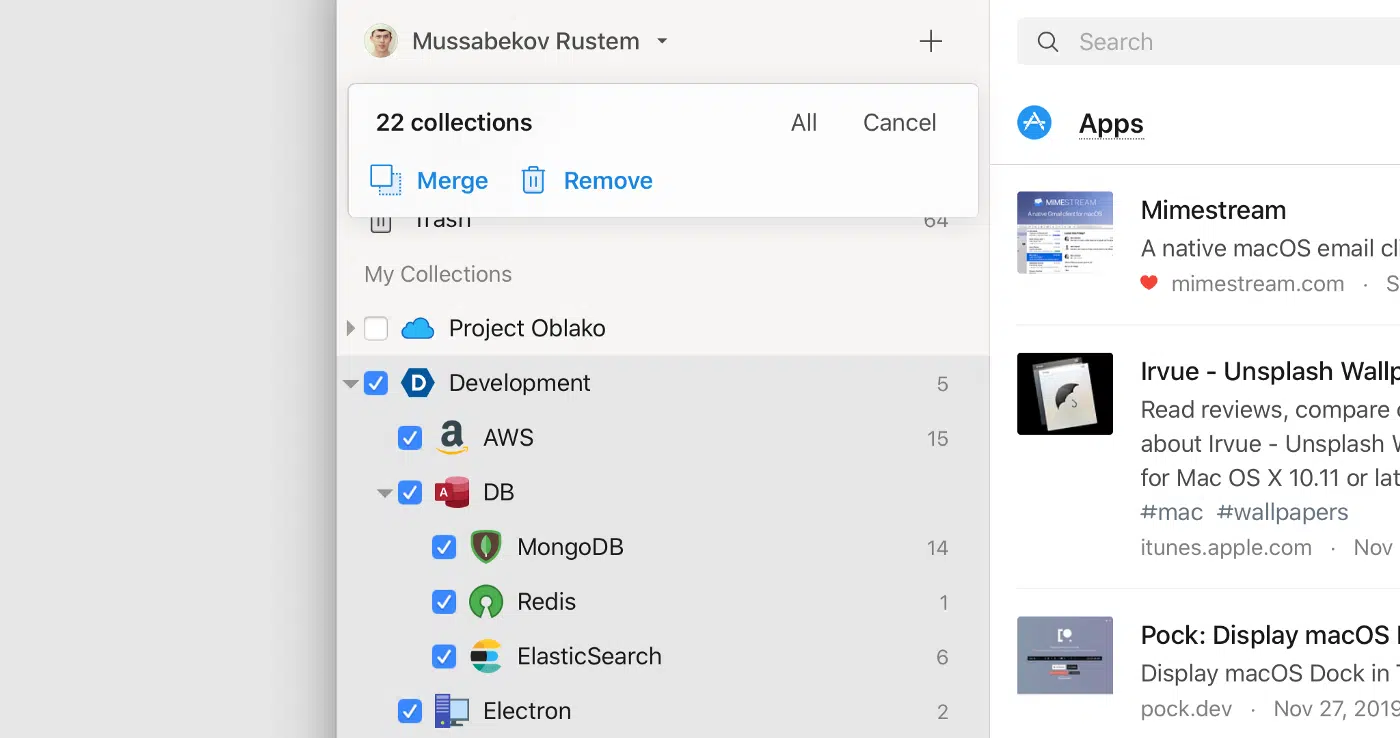 Mussabekov Rustem
22 collections
All
Cancel
Merge
Remove
Trash
64
My Collections
Project Oblako
Development
5
AWS
15
DB
MongoDB
14
Redis
1
ElasticSearch
6
Electron
2
Search
Apps
MIMESTREAM
A native Gmail client for macOS
Mimestream
A native macOS email cl
mimestream.com · S
Irvue - Unsplash Wallp
Read reviews, compare c
about Irvue - Unsplash W
for Mac OS X 10.11 or lat
#mac #wallpapers
itunes.apple.com · Nov
Pock: Display macOS
Display macOS Dock in T
pock.dev · Nov 27, 2019